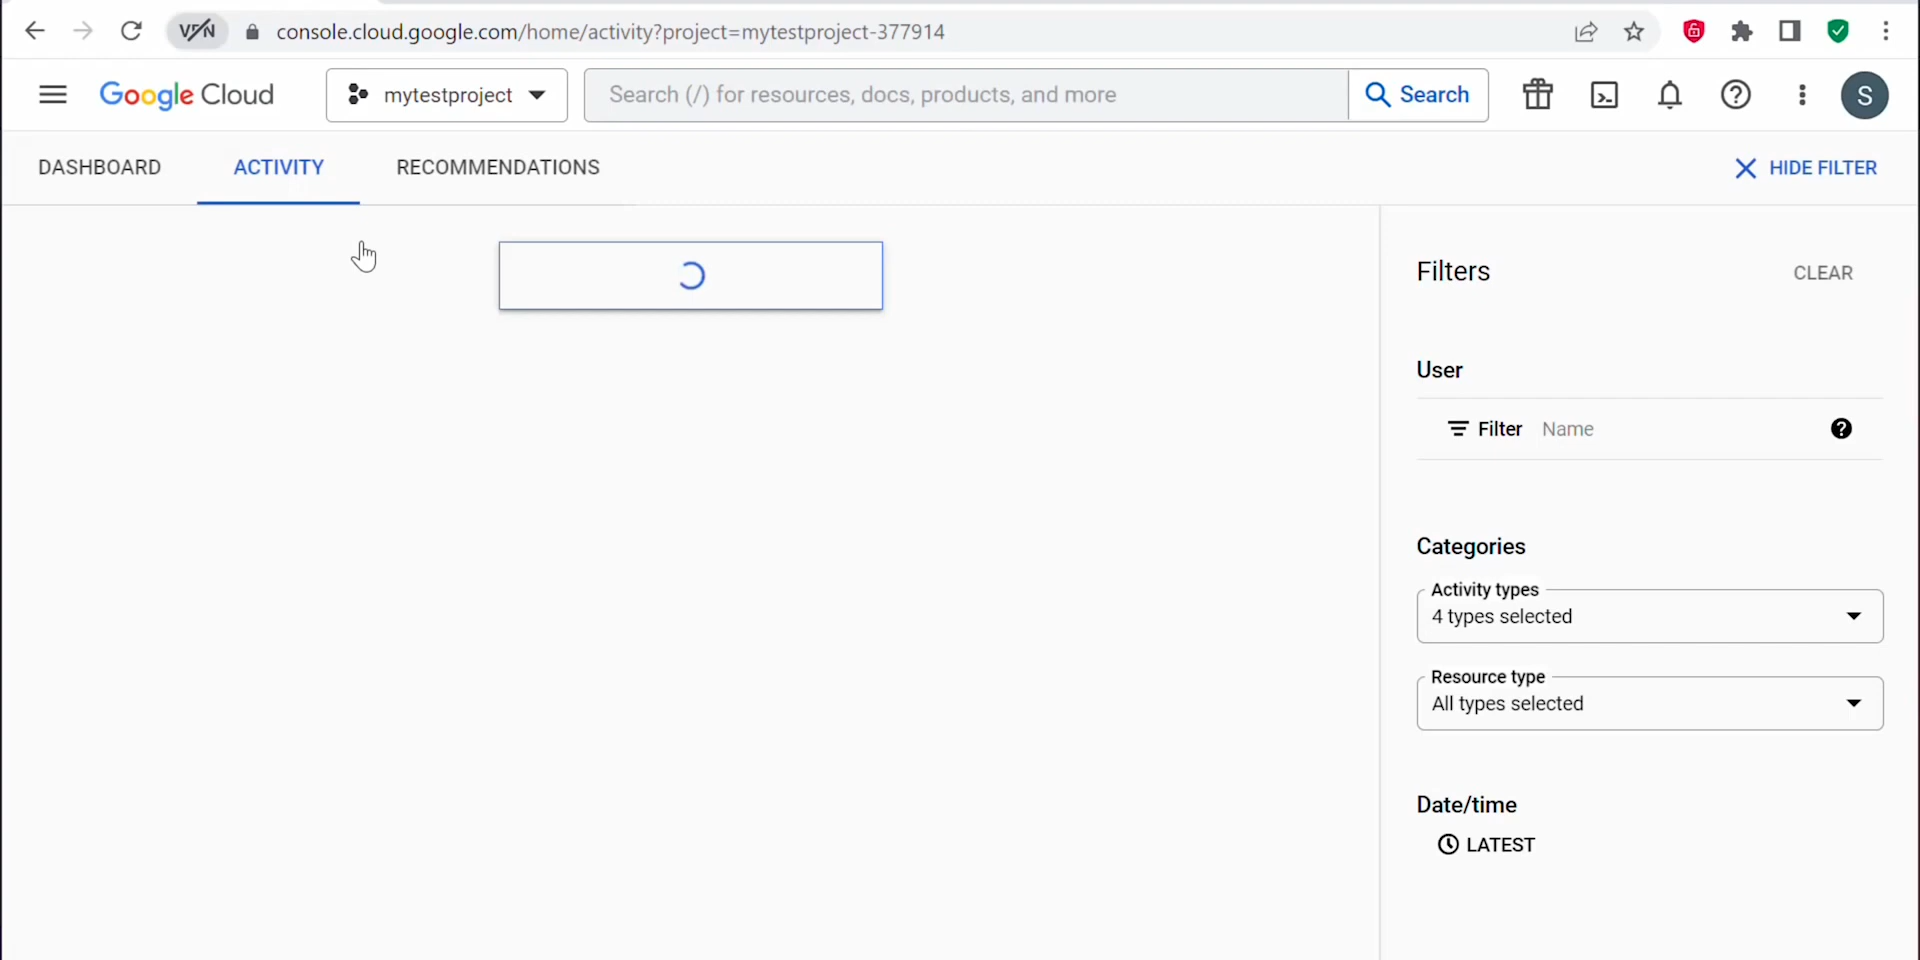 VPN console.cloud.google.com/home/activity?project=mytestproject-377914
Google Cloud mytestproject Search (/) for resources, docs, products, and more Search S
DASHBOARD ACTIVITY RECOMMENDATIONS HIDE FILTER
Filters CLEAR
User
Filter Name
Categories
Activity types
4 types selected
Resource type
All types selected
Date/time
LATEST